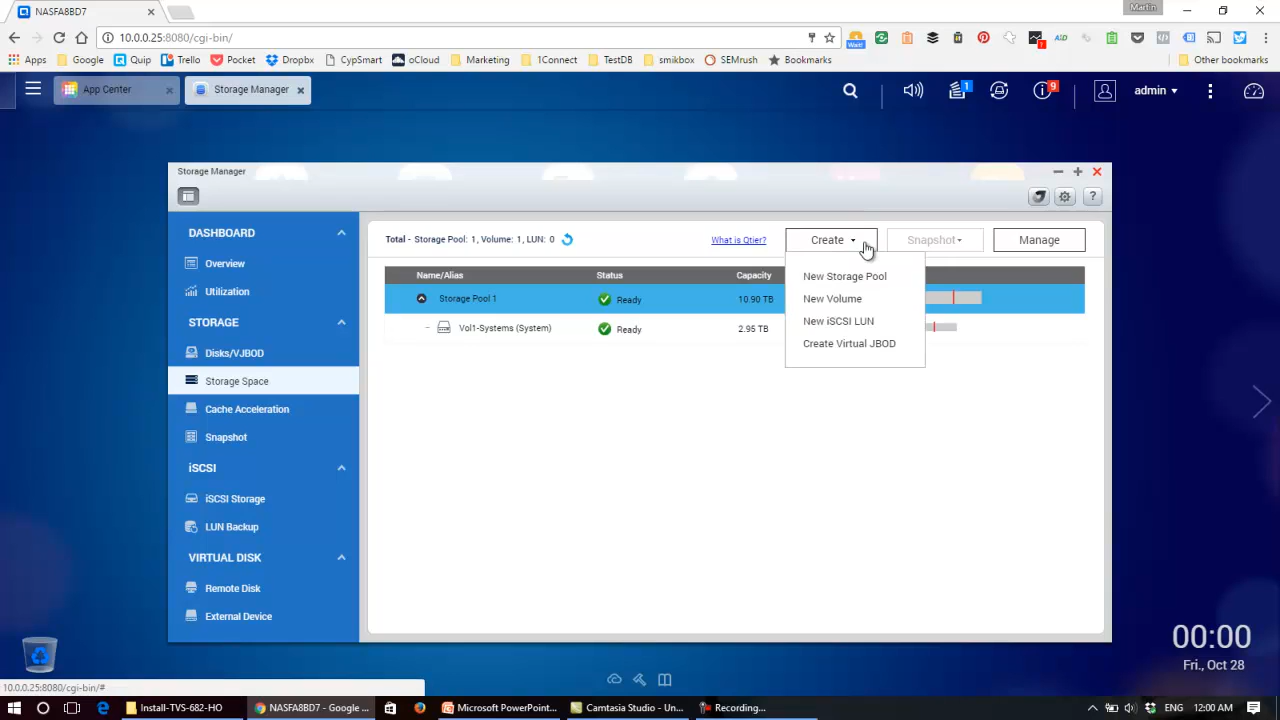 NASFA8BD7
Martin
10.0.0.25:8080/cgi-bin/
Wait!
Apps
Google
Quip
Trello
Pocket
Dropbx
TypSmart
oCloud
Marketing
1Connect
TestDB
smikbox
SEMrush
Bookmarks
Other bookmarks
App Center
Storage Manager
1
9
admin
Storage Manager
DASHBOARD
Overview
Utilization
STORAGE
Disks/VJBOD
Storage Space
Cache Acceleration
Snapshot
iSCSI
iSCSI Storage
LUN Backup
VIRTUAL DISK
Remote Disk
External Device
Total - Storage Pool: 1, Volume: 1, LUN: 0
What is Qtier?
Create
Snapshot
Manage
Name/Alias
Status
Capacity
Storage Pool 1
Ready
10.90 TB
Vol1-Systems (System)
Ready
2.95 TB
New Storage Pool
New Volume
New iSCSI LUN
Create Virtual JBOD
00:00
Fri., Oct 28
10.0.0.25:8080/cgi-bin/#
Install-TVS-682-HO
NASFA8BD7 - Google ...
Microsoft PowerPoint...
Camtasia Studio - Un...
Recording...
ENG
12:00 AM